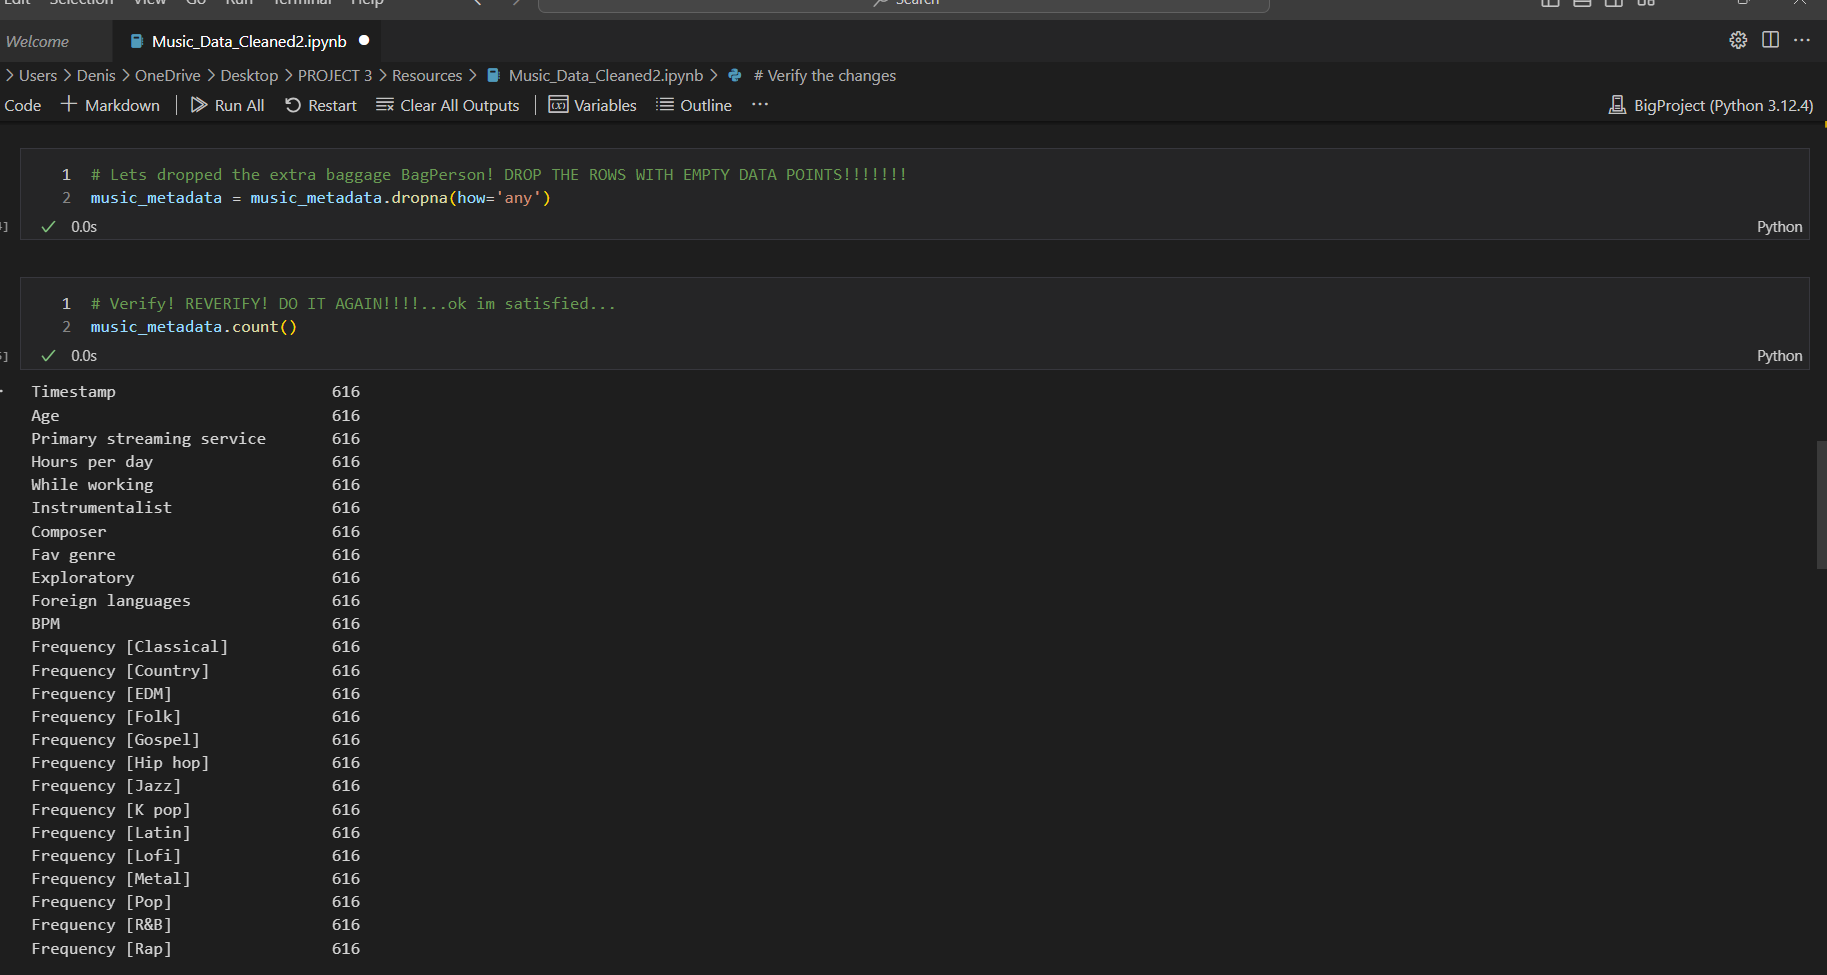 Edit Selection View Go Run Terminal Help Search
Welcome Music_Data_Cleaned2.ipynb
Users > Denis > OneDrive > Desktop > PROJECT 3 > Resources > Music_Data_Cleaned2.ipynb > # Verify the changes
Code + Markdown Run All Restart Clear All Outputs Variables Outline ... BigProject (Python 3.12.4)
1 # Lets dropped the extra baggage BagPerson! DROP THE ROWS WITH EMPTY DATA POINTS!!!!!!!
2 music_metadata = music_metadata.dropna(how='any')
0.0s Python
1 # Verify! REVERIFY! DO IT AGAIN!!!!...ok im satisfied...
2 music_metadata.count()
0.0s Python
Timestamp 616
Age 616
Primary streaming service 616
Hours per day 616
While working 616
Instrumentalist 616
Composer 616
Fav genre 616
Exploratory 616
Foreign languages 616
BPM 616
Frequency [Classical] 616
Frequency [Country] 616
Frequency [EDM] 616
Frequency [Folk] 616
Frequency [Gospel] 616
Frequency [Hip hop] 616
Frequency [Jazz] 616
Frequency [K pop] 616
Frequency [Latin] 616
Frequency [Lofi] 616
Frequency [Metal] 616
Frequency [Pop] 616
Frequency [R&B] 616
Frequency [Rap] 616